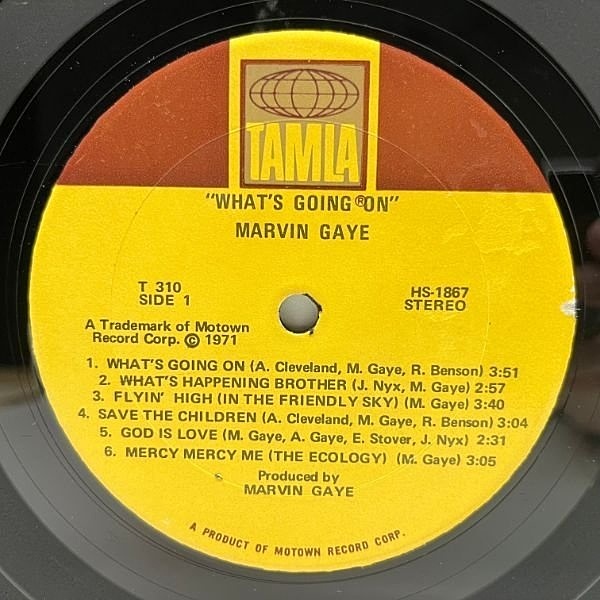 TAMLA
"WHAT'S GOING ®ON"
MARVIN GAYE
T 310
SIDE 1
HS-1867
STEREO
A Trademark of Motown
Record Corp. © 1971
1. WHAT'S GOING ON (A. Cleveland, M. Gaye, R. Benson) 3:51
2. WHAT'S HAPPENING BROTHER (J. Nyx, M. Gaye) 2:57
3. FLYIN' HIGH (IN THE FRIENDLY SKY) (M. Gaye) 3:40
4. SAVE THE CHILDREN (A. Cleveland, M. Gaye, R. Benson) 3:04
5. GOD IS LOVE (M. Gaye, A. Gaye, E. Stover, J. Nyx) 2:31
6. MERCY MERCY ME (THE ECOLOGY) (M. Gaye) 3:05
Produced by
MARVIN GAYE
A PRODUCT OF MOTOWN RECORD CORP.